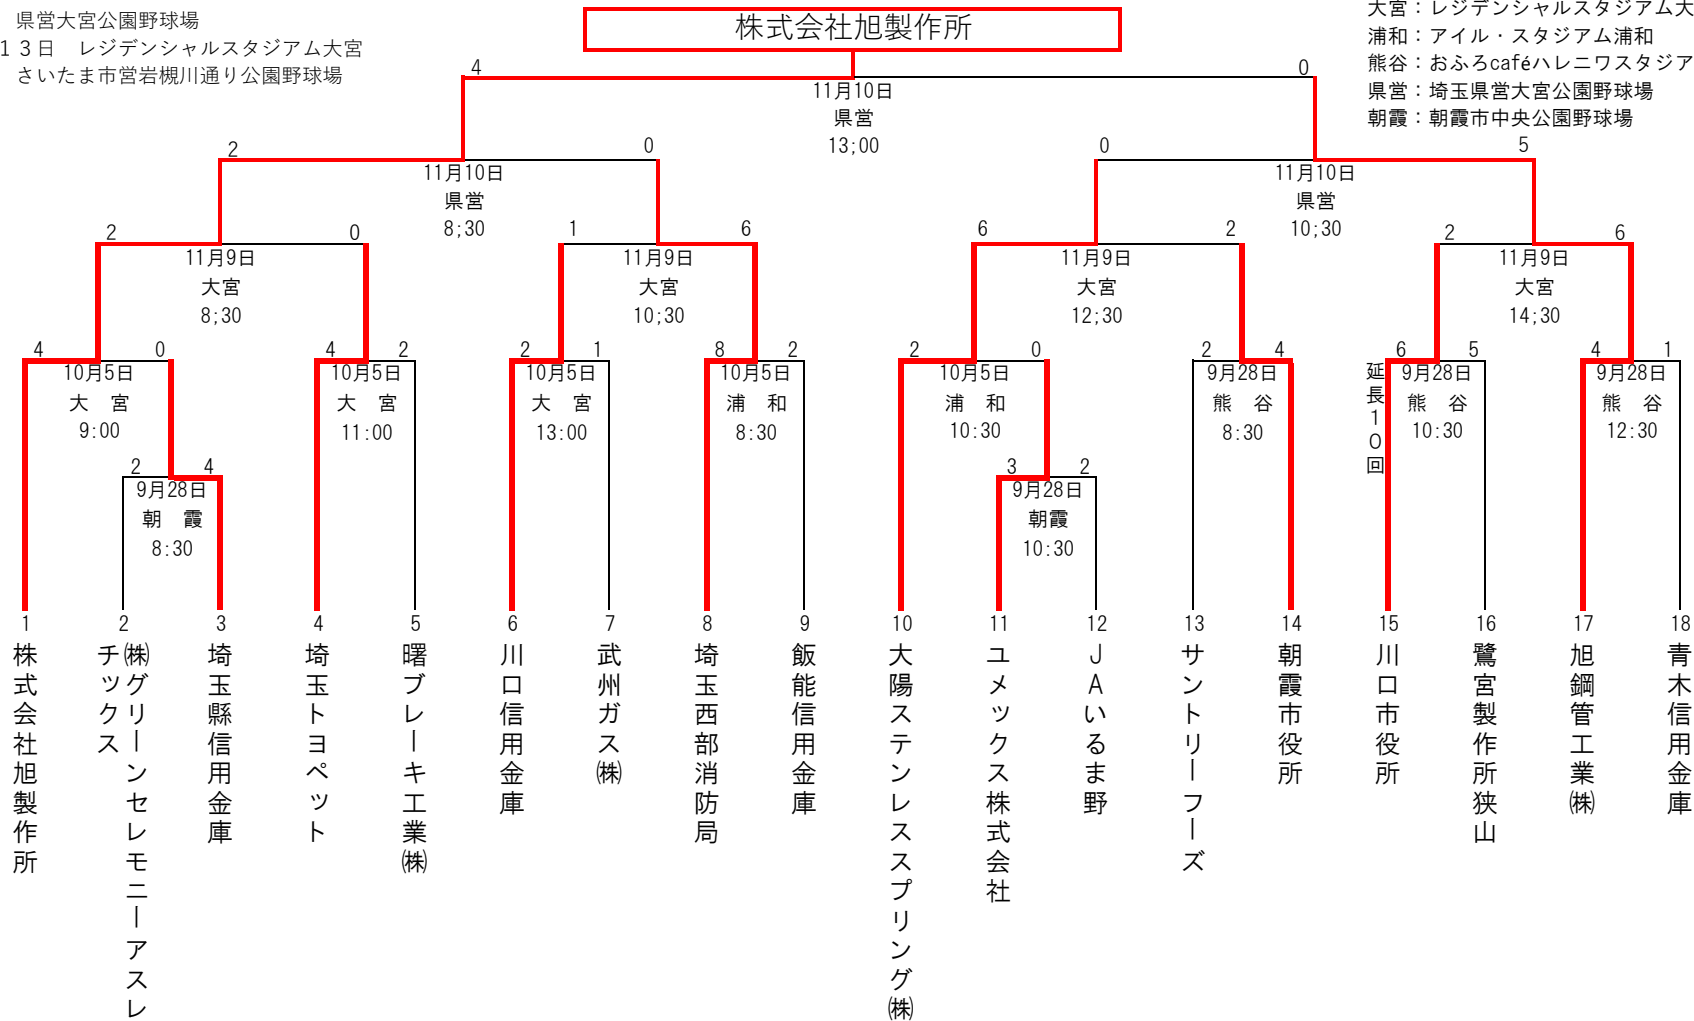 県営大宮公園野球場
１３日　レジデンシャルスタジアム大宮
さいたま市営岩槻川通り公園野球場
株式会社旭製作所
大宮：レジデンシャルスタジアム大
浦和：アイル・スタジアム浦和
熊谷：おふろcaféハレニワスタジア
県営：埼玉県営大宮公園野球場
朝霞：朝霞市中央公園野球場
4
0
11月10日
県営
13;00
2
0
11月10日
県営
8;30
0
5
11月10日
県営
10;30
2
0
11月9日
大宮
8;30
1
6
11月9日
大宮
10;30
6
2
11月9日
大宮
12;30
2
6
11月9日
大宮
14;30
4
0
10月5日
大　宮
9:00
4
2
10月5日
大　宮
11:00
2
1
10月5日
大　宮
13:00
8
2
10月5日
浦　和
8:30
2
0
10月5日
浦　和
10:30
2
4
9月28日
熊　谷
8:30
延長１０回
6
5
9月28日
熊　谷
10:30
4
1
9月28日
熊　谷
12:30
2
4
9月28日
朝　霞
8:30
3
2
9月28日
朝霞
10:30
1
株式会社旭製作所
2
㈱グリーンセレモニーアスレ
チックス
3
埼玉縣信用金庫
4
埼玉トヨペット
5
曙ブレーキ工業㈱
6
川口信用金庫
7
武州ガス㈱
8
埼玉西部消防局
9
飯能信用金庫
10
大陽ステンレススプリング㈱
11
ユメックス株式会社
12
ＪＡいるま野
13
サントリーフーズ
14
朝霞市役所
15
川口市役所
16
鷺宮製作所狭山
17
旭鋼管工業㈱
18
青木信用金庫